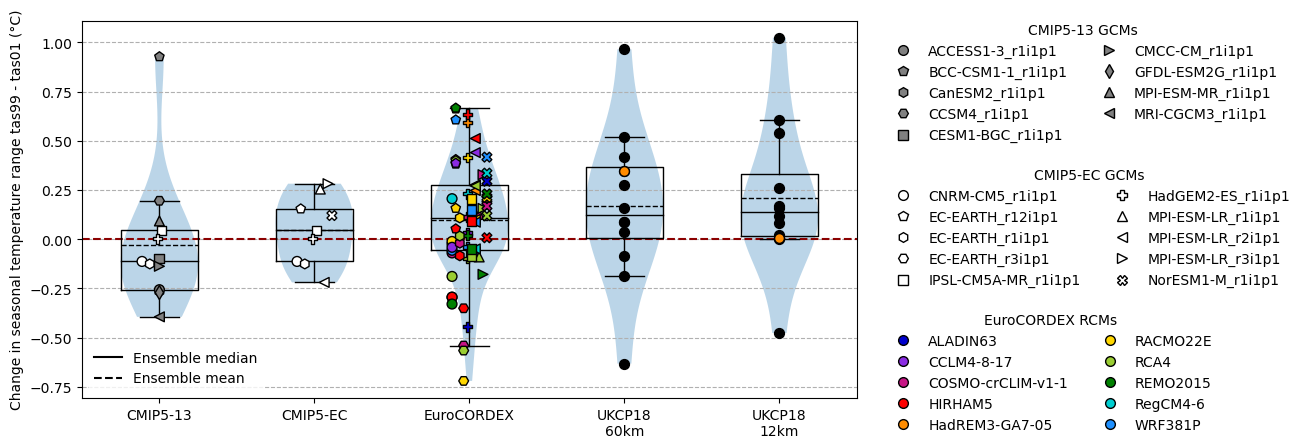 Change in seasonal temperature range tas99 - tas01 (°C)
1.00
0.75
0.50
0.25
0.00
−0.25
−0.50
−0.75
Ensemble median
Ensemble mean
CMIP5-13
CMIP5-EC
EuroCORDEX
UKCP18
60km
UKCP18
12km
CMIP5-13 GCMs
ACCESS1-3_r1i1p1
BCC-CSM1-1_r1i1p1
CanESM2_r1i1p1
CCSM4_r1i1p1
CESM1-BGC_r1i1p1
CMCC-CM_r1i1p1
GFDL-ESM2G_r1i1p1
MPI-ESM-MR_r1i1p1
MRI-CGCM3_r1i1p1
CMIP5-EC GCMs
CNRM-CM5_r1i1p1
EC-EARTH_r12i1p1
EC-EARTH_r1i1p1
EC-EARTH_r3i1p1
IPSL-CM5A-MR_r1i1p1
HadGEM2-ES_r1i1p1
MPI-ESM-LR_r1i1p1
MPI-ESM-LR_r2i1p1
MPI-ESM-LR_r3i1p1
NorESM1-M_r1i1p1
EuroCORDEX RCMs
ALADIN63
CCLM4-8-17
COSMO-crCLIM-v1-1
HIRHAM5
HadREM3-GA7-05
RACMO22E
RCA4
REMO2015
RegCM4-6
WRF381P